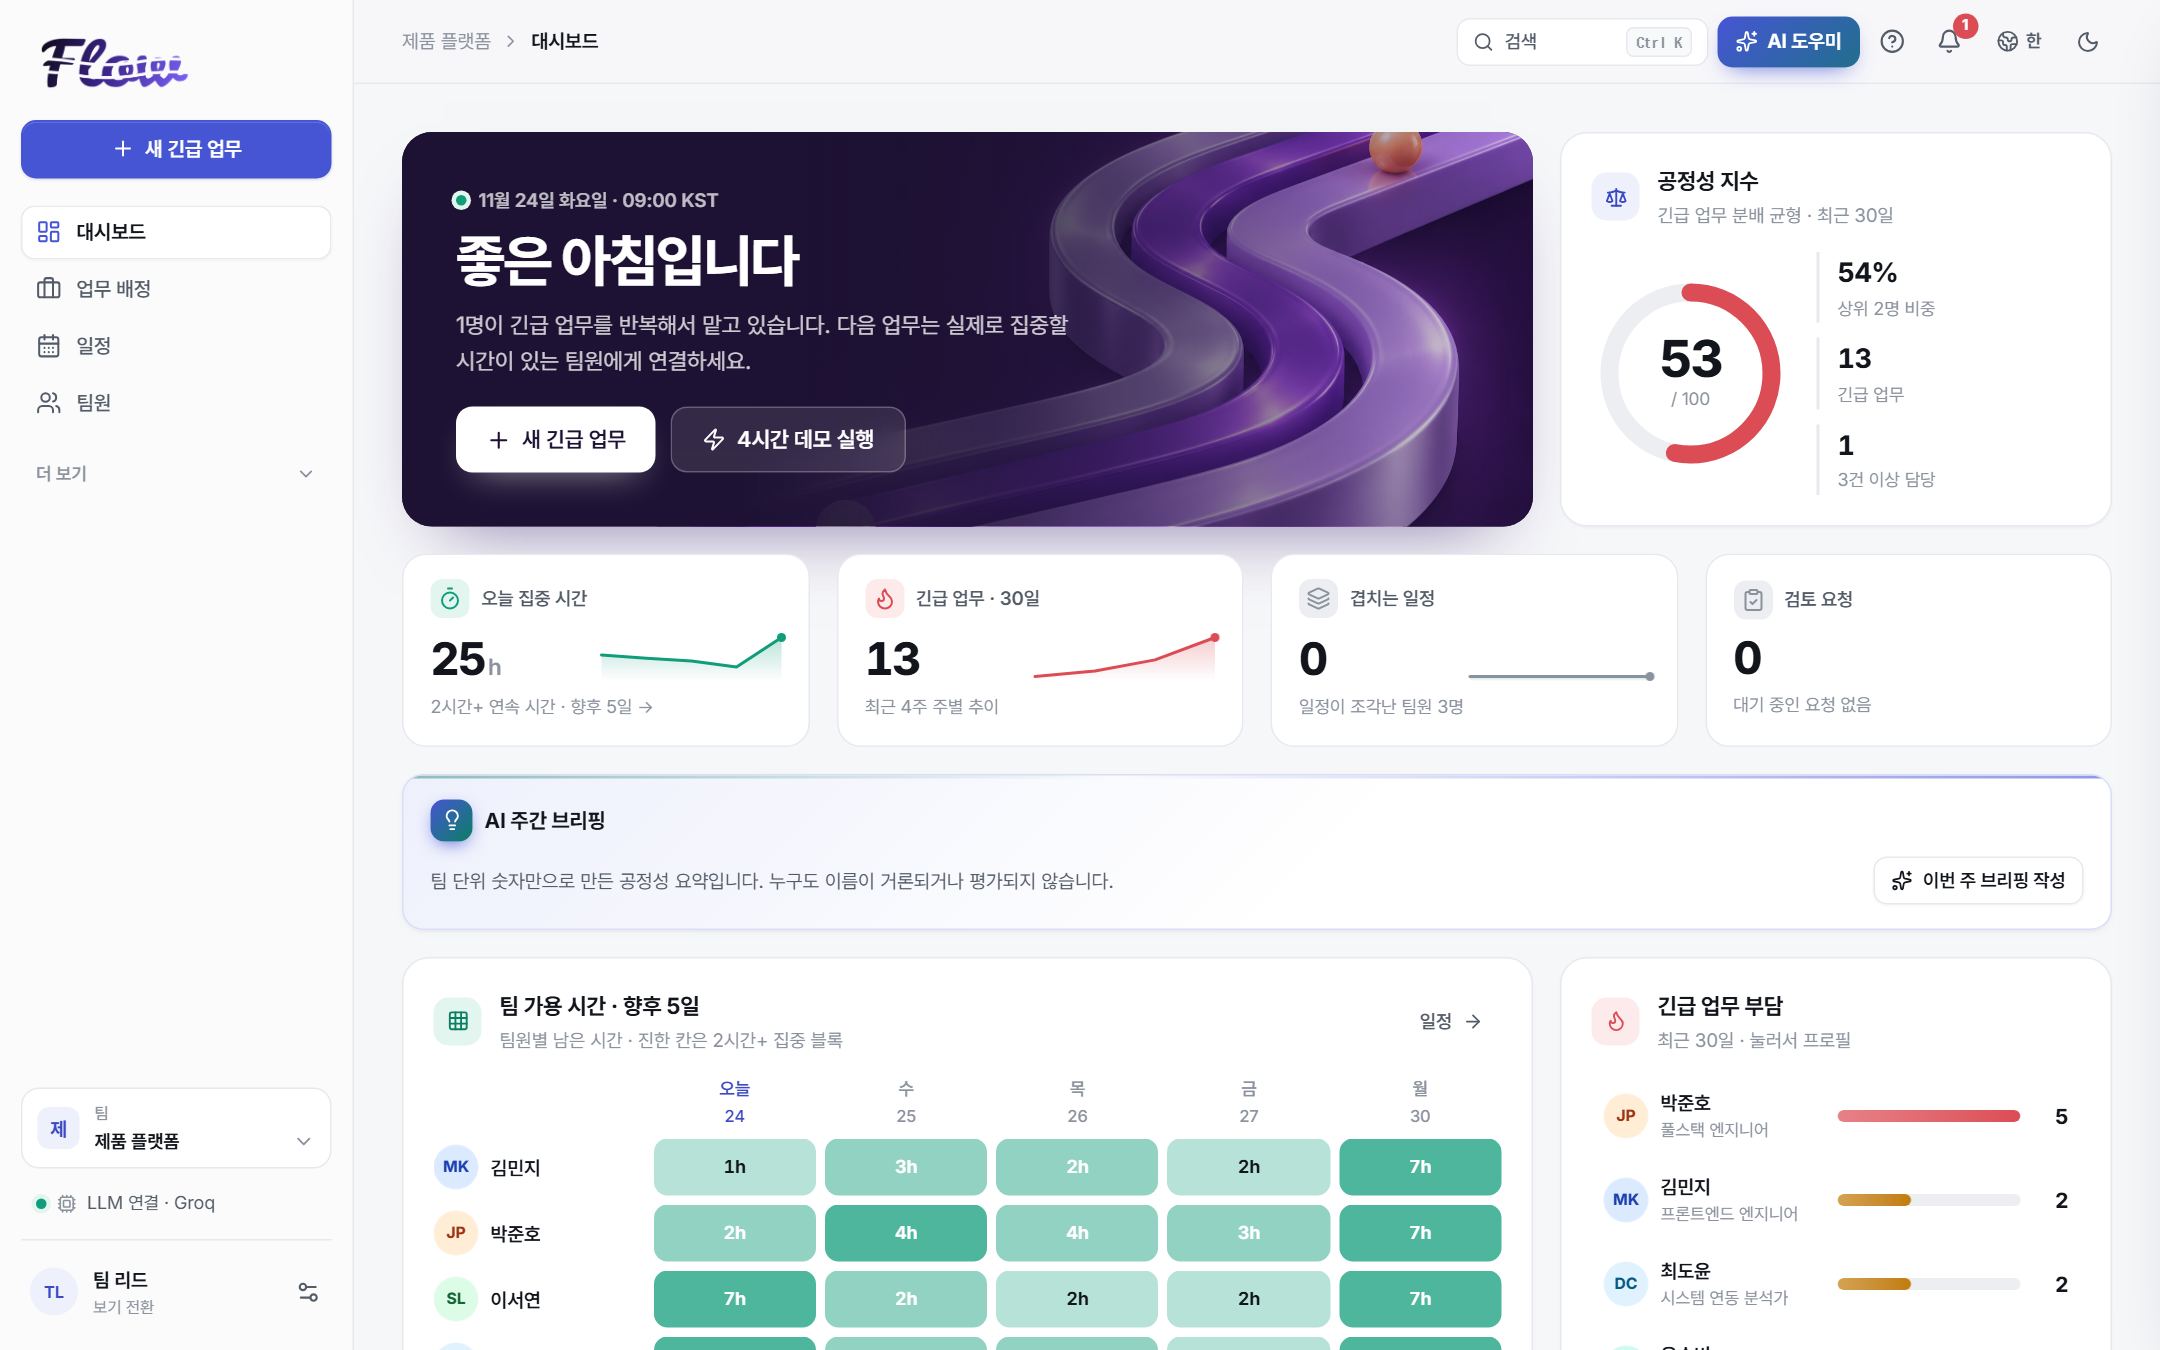 Flow
새 긴급 업무
대시보드
업무 배정
일정
팀원
더 보기
제
팀
제품 플랫폼
LLM 연결 · Groq
TL
팀 리드
보기 전환
제품 플랫폼 > 대시보드
검색
Ctrl K
AI 도우미
1
한
11월 24일 화요일 · 09:00 KST
좋은 아침입니다
1명이 긴급 업무를 반복해서 맡고 있습니다. 다음 업무는 실제로 집중할
시간이 있는 팀원에게 연결하세요.
새 긴급 업무
4시간 데모 실행
공정성 지수
긴급 업무 분배 균형 · 최근 30일
53
/ 100
54%
상위 2명 비중
13
긴급 업무
1
3건 이상 담당
오늘 집중 시간
25h
2시간+ 연속 시간 · 향후 5일 →
긴급 업무 · 30일
13
최근 4주 주별 추이
겹치는 일정
0
일정이 조각난 팀원 3명
검토 요청
0
대기 중인 요청 없음
AI 주간 브리핑
팀 단위 숫자만으로 만든 공정성 요약입니다. 누구도 이름이 거론되거나 평가되지 않습니다.
이번 주 브리핑 작성
팀 가용 시간 · 향후 5일
팀원별 남은 시간 · 진한 칸은 2시간+ 집중 블록
일정 →
오늘 수 목 금 월
24 25 26 27 30
MK 김민지 1h 3h 2h 2h 7h
JP 박준호 2h 4h 4h 3h 7h
SL 이서연 7h 2h 2h 2h 7h
긴급 업무 부담
최근 30일 · 눌러서 프로필
JP
박준호
풀스택 엔지니어
5
MK
김민지
프론트엔드 엔지니어
2
DC
최도윤
시스템 연동 분석가
2